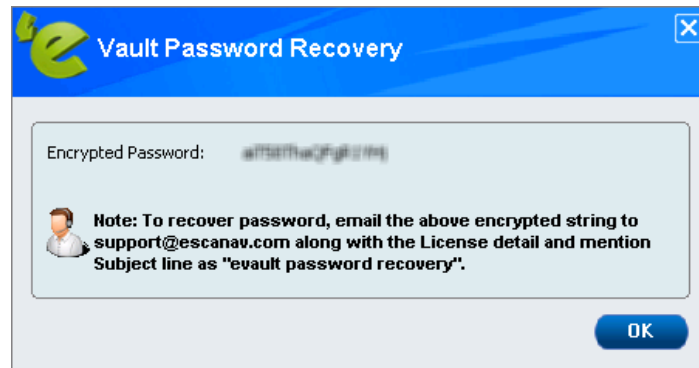 Vault Password Recovery
Encrypted Password:
Note: To recover password, email the above encrypted string to
support@escanav.com along with the License detail and mention
Subject line as "evault password recovery".
OK